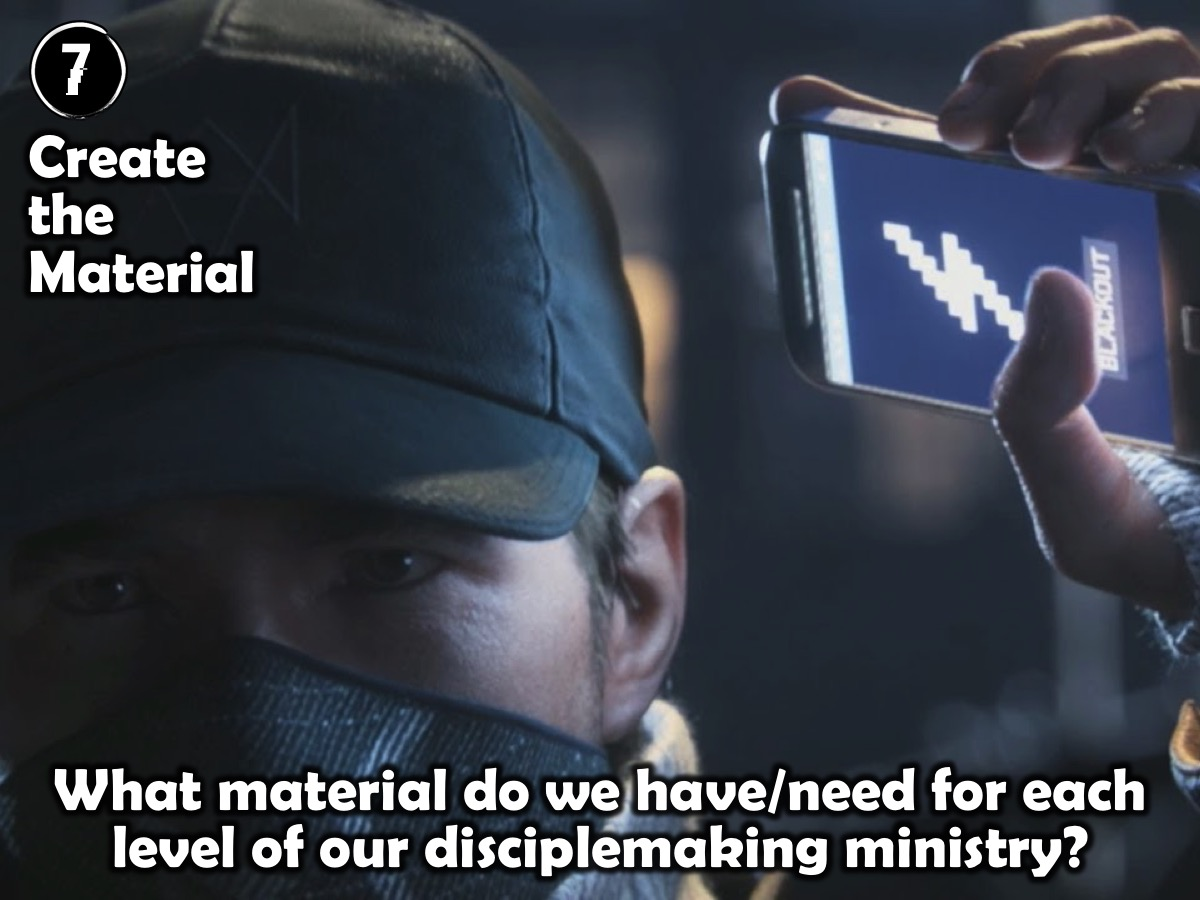 7
Create
the
Material
BLACKOUT
What material do we have/need for each
level of our disciplemaking ministry?